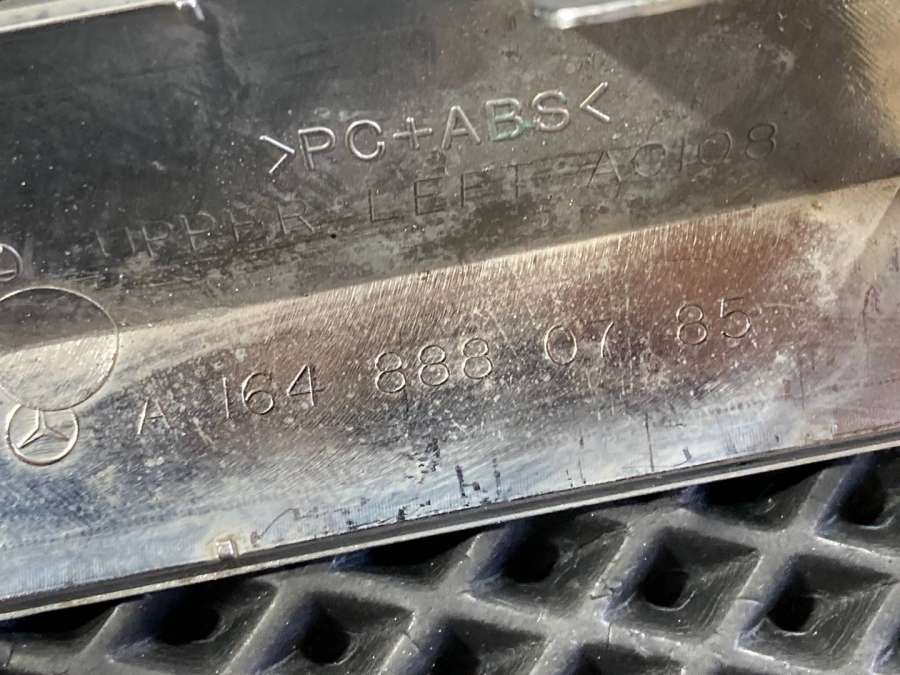 >PC+ABS<
UPPER LEFT AC108
A 164 888 07 85